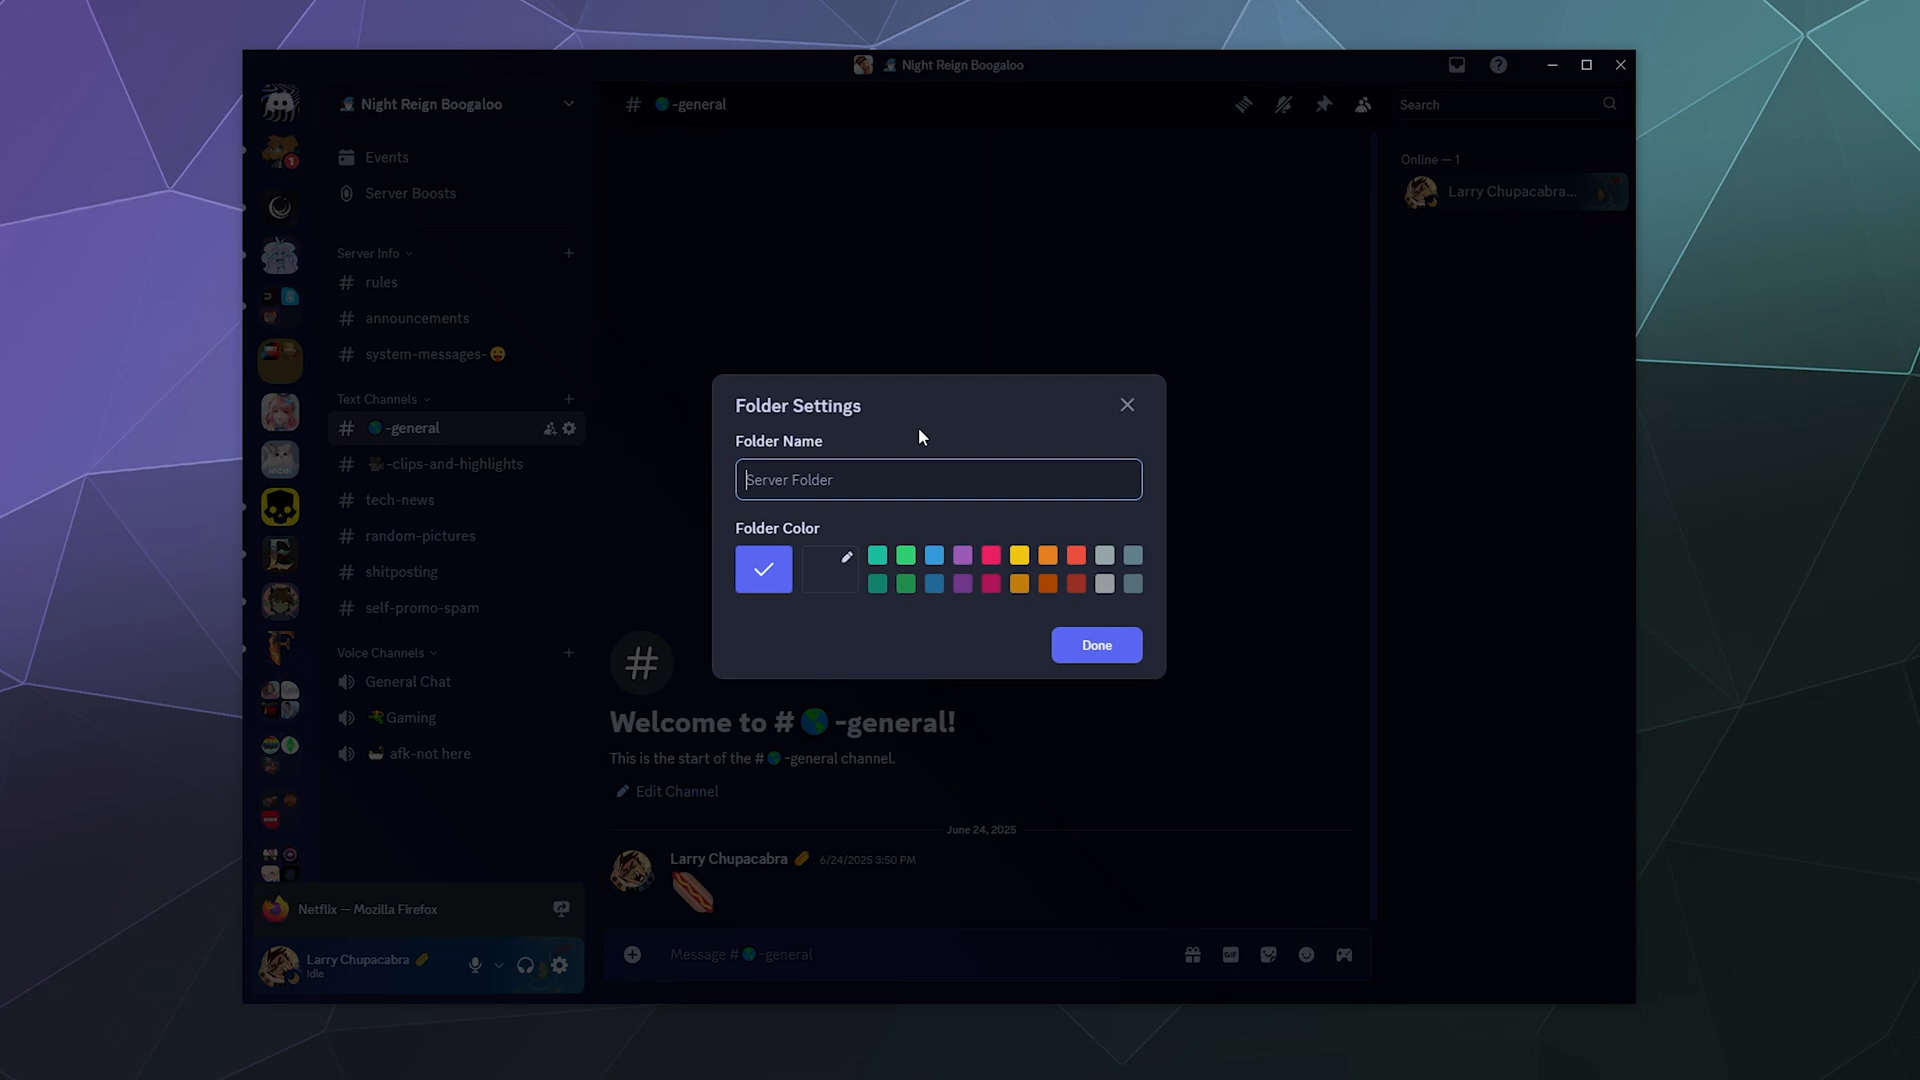 Night Reign Boogaloo
Night Reign Boogaloo
# -general
Search
1
Events
Server Boosts
Online — 1
Larry Chupacabra...
Server Info
# rules
# announcements
# system-messages-😛
Text Channels
# 🌎-general
# -clips-and-highlights
# tech-news
# random-pictures
# shitposting
# self-promo-spam
Voice Channels
General Chat
Gaming
afk-not here
Folder Settings
Folder Name
Server Folder
Folder Color
Done
#
Welcome to # 🌎 -general!
This is the start of the # 🌎 -general channel.
Edit Channel
June 24, 2025
Larry Chupacabra 6/24/2025 3:50 PM
🌭
Netflix — Mozilla Firefox
Larry Chupacabra
Idle
Message # 🌎 -general
GIF